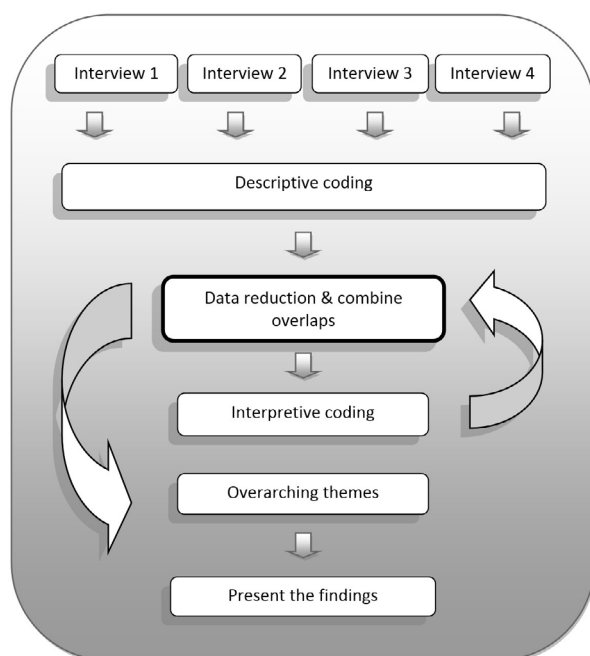 Interview 1
Interview 2
Interview 3
Interview 4
Descriptive coding
Data reduction & combine
overlaps
Interpretive coding
Overarching themes
Present the findings